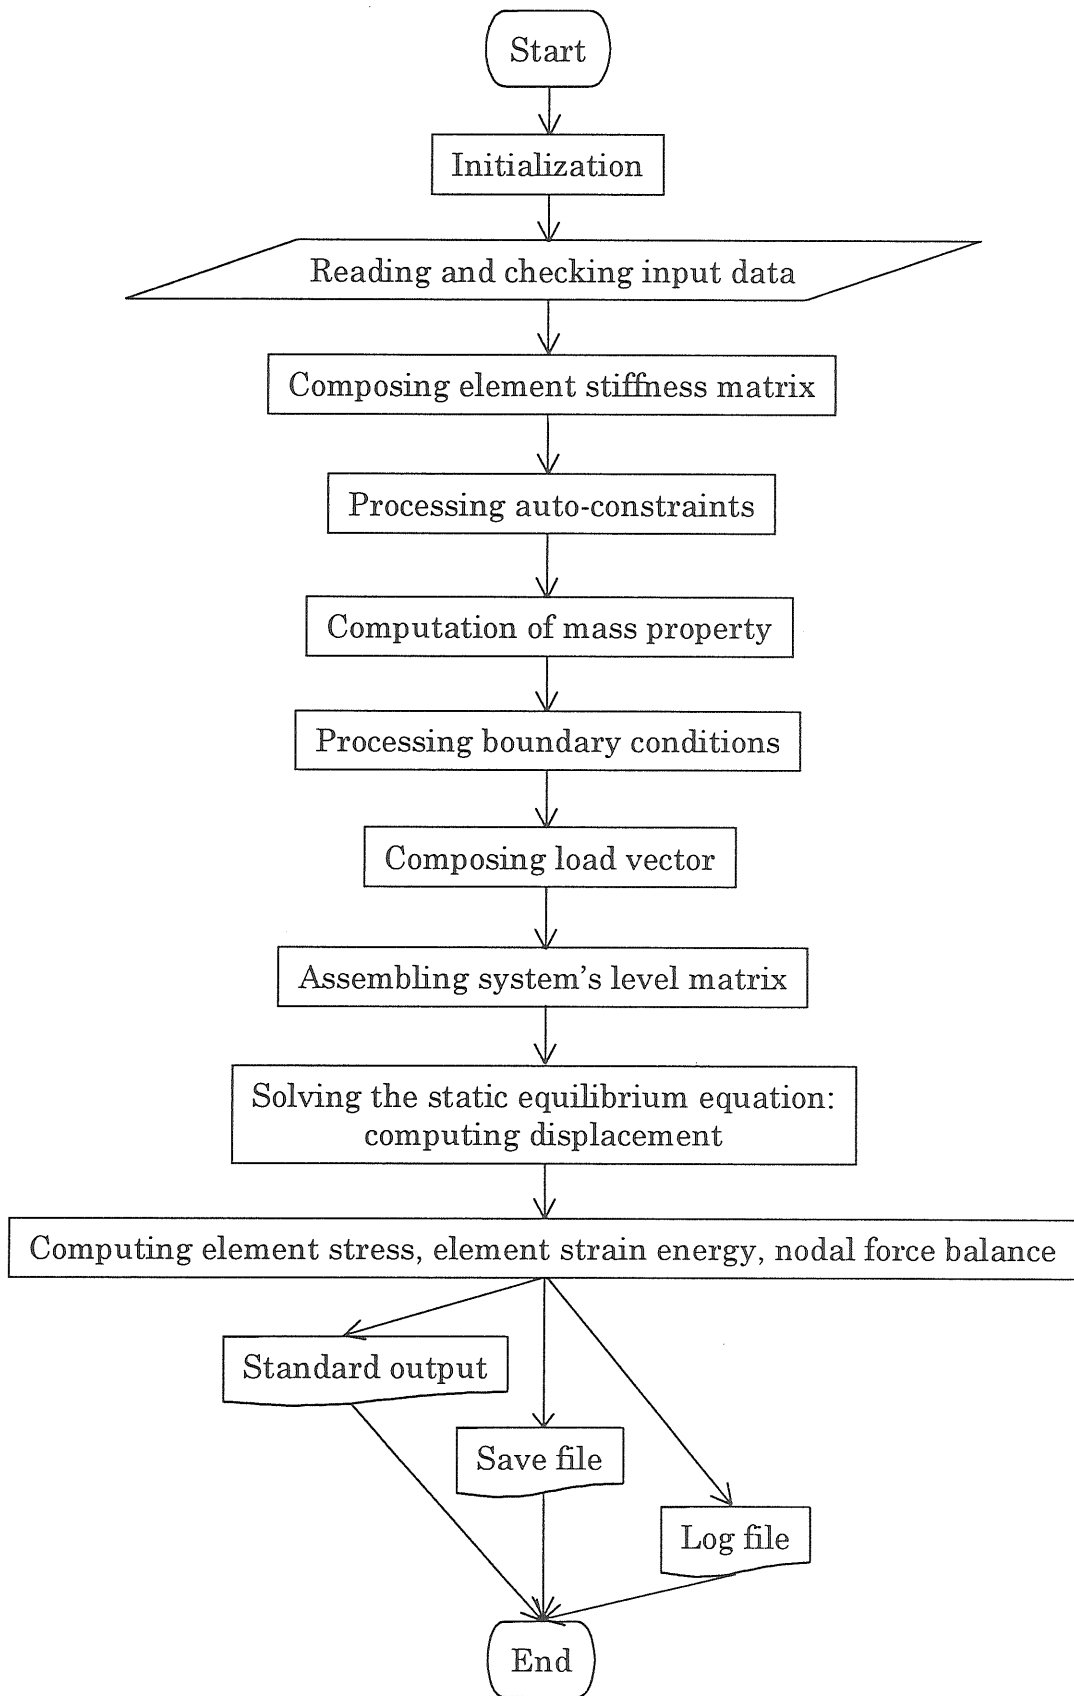 Start
Initialization
Reading and checking input data
Composing element stiffness matrix
Processing auto-constraints
Computation of mass property
Processing boundary conditions
Composing load vector
Assembling system’s level matrix
Solving the static equilibrium equation:
computing displacement
Computing element stress, element strain energy, nodal force balance
Standard output
Save file
Log file
End